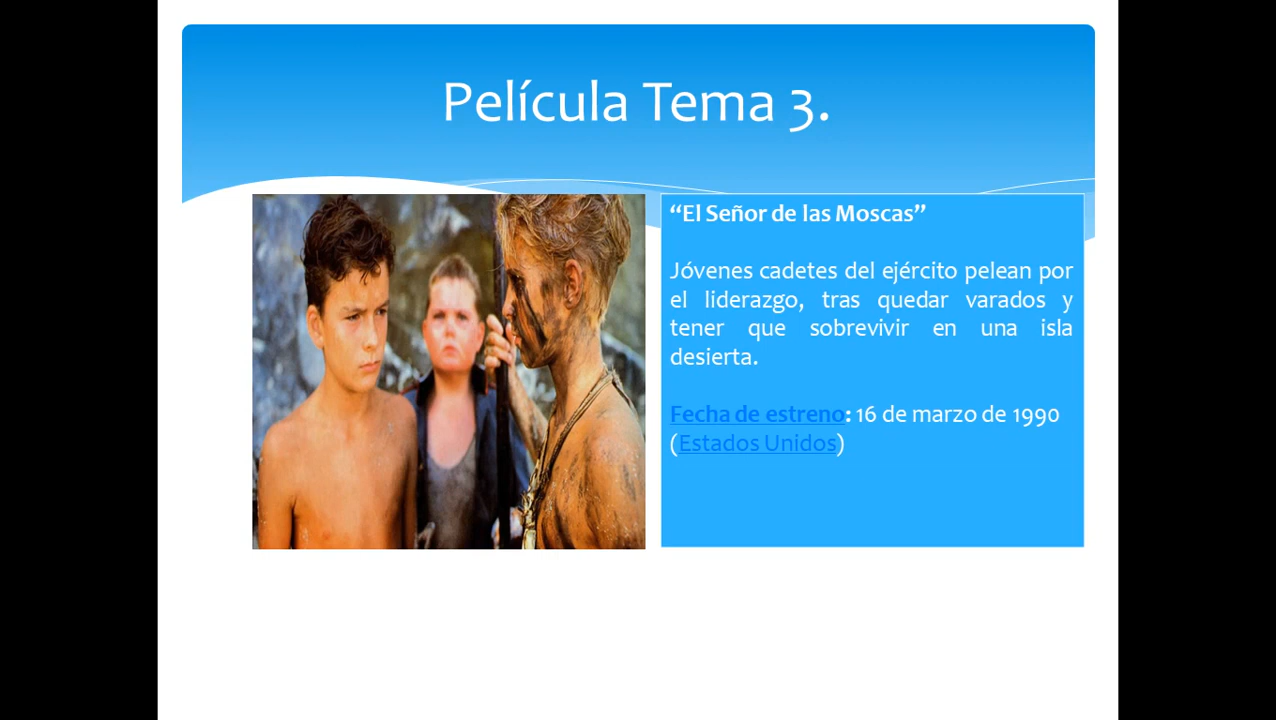 Película Tema 3.
“El Señor de las Moscas”
Jóvenes cadetes del ejército pelean por
el liderazgo, tras quedar varados y
tener que sobrevivir en una isla
desierta.
Fecha de estreno: 16 de marzo de 1990
(Estados Unidos)